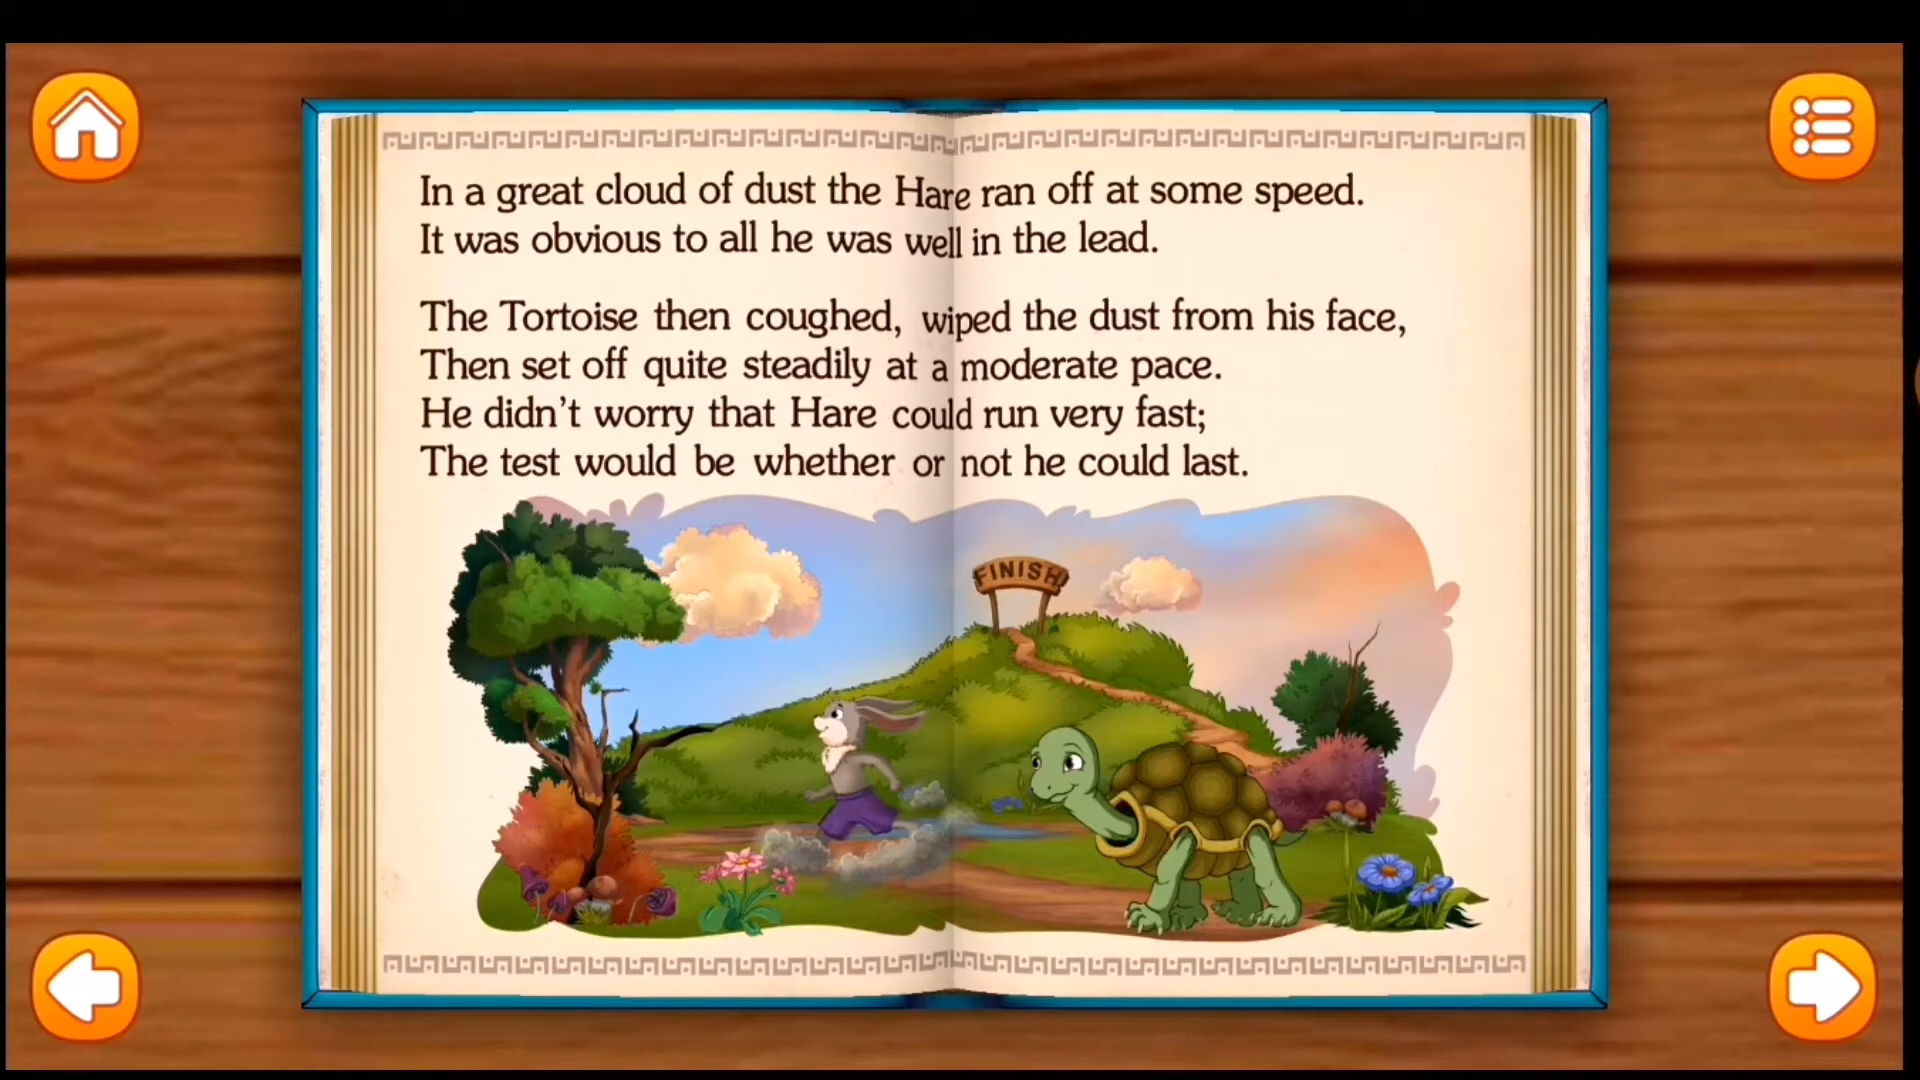 In a great cloud of dust the Hare ran off at some speed.
It was obvious to all he was well in the lead.
The Tortoise then coughed, wiped the dust from his face,
Then set off quite steadily at a moderate pace.
He didn't worry that Hare could run very fast;
The test would be whether or not he could last.
FINISH